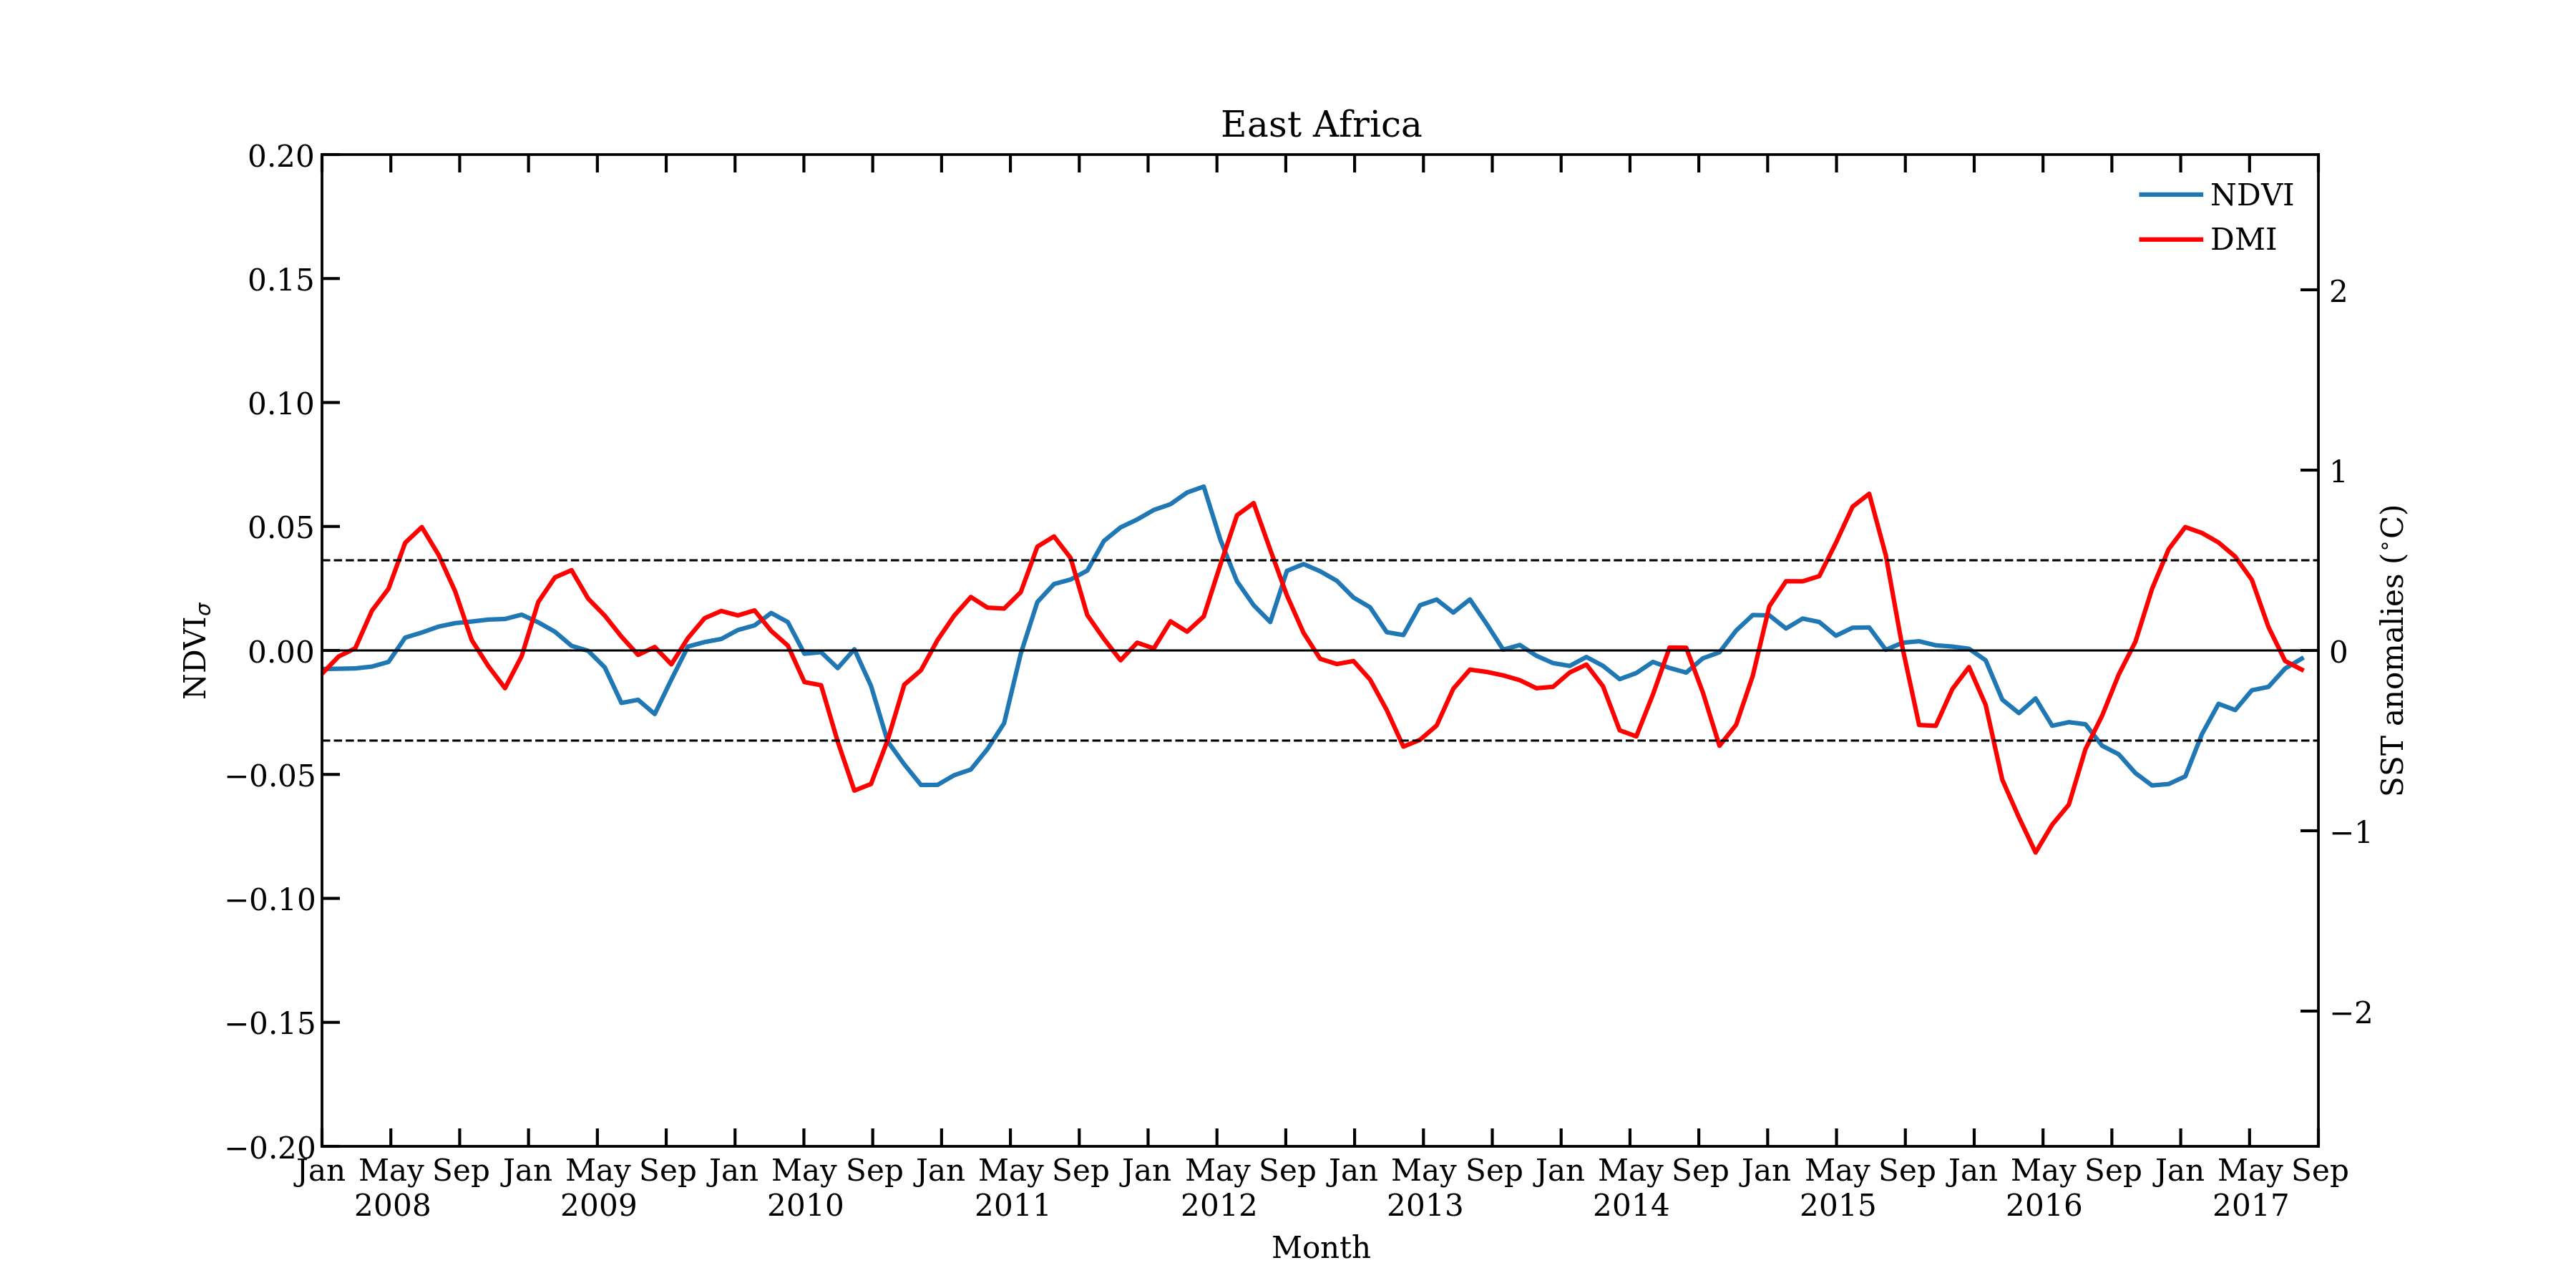 East Africa
NDVI
DMI
0.20
0.15
0.10
0.05
0.00
−0.05
−0.10
−0.15
−0.20
NDVIσ
2
1
0
−1
−2
SST anomalies (°C)
Jan May Sep Jan May Sep Jan May Sep Jan May Sep Jan May Sep Jan May Sep Jan May Sep Jan May Sep Jan May Sep Jan May Sep
2008 2009 2010 2011 2012 2013 2014 2015 2016 2017
Month